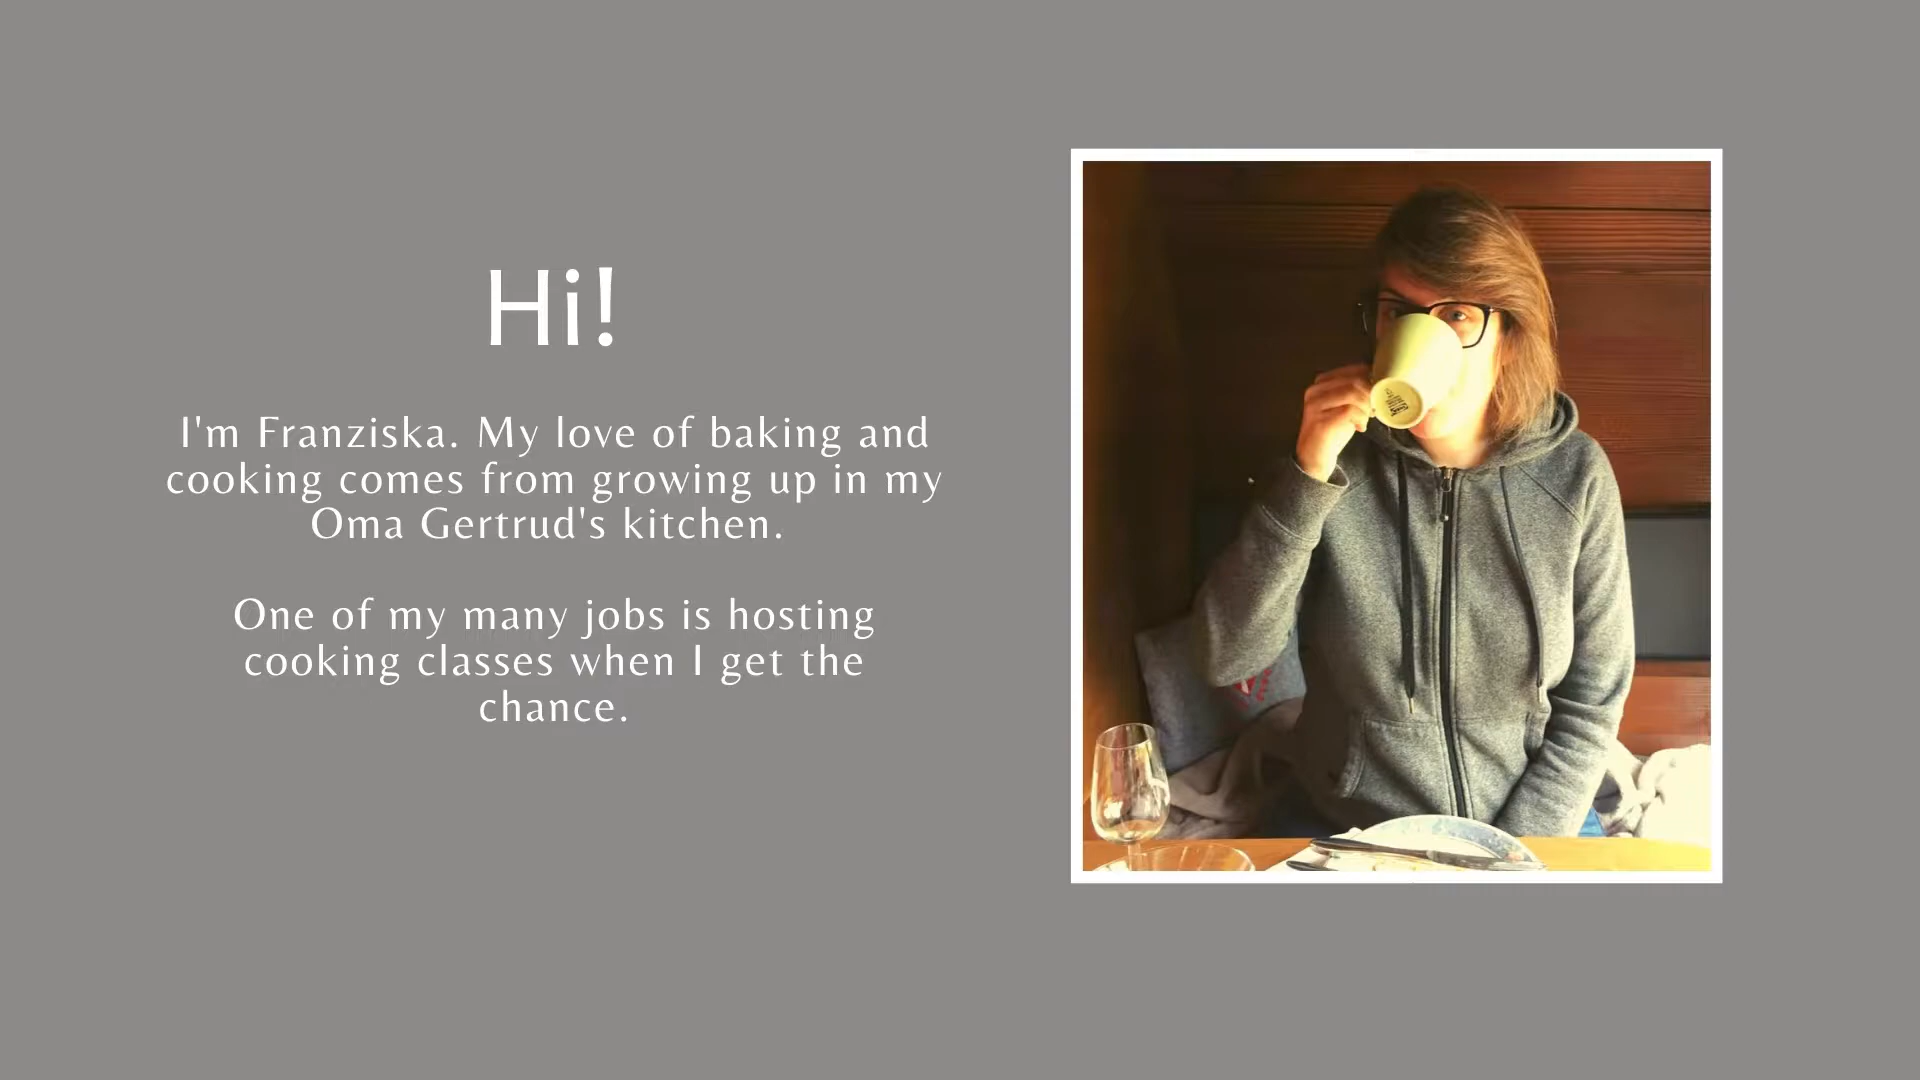 Hi!
I'm Franziska. My love of baking and
cooking comes from growing up in my
Oma Gertrud's kitchen.
One of my many jobs is hosting
cooking classes when I get the
chance.